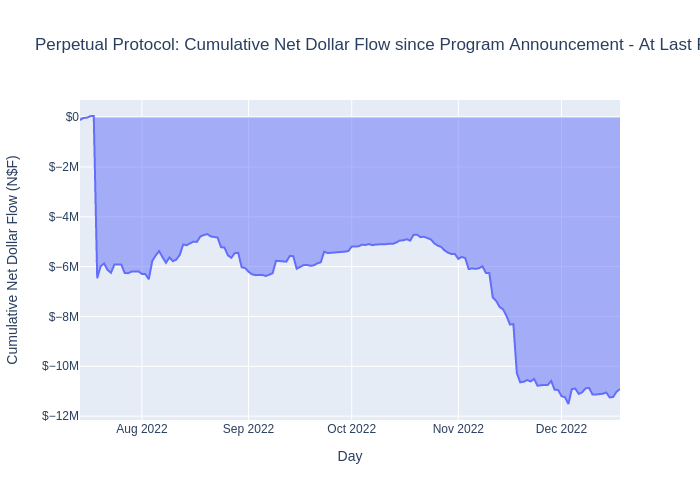 Perpetual Protocol: Cumulative Net Dollar Flow since Program Announcement - At Last
$0
$−2M
$−4M
$−6M
$−8M
$−10M
$−12M
Cumulative Net Dollar Flow (N$F)
Aug 2022
Sep 2022
Oct 2022
Nov 2022
Dec 2022
Day